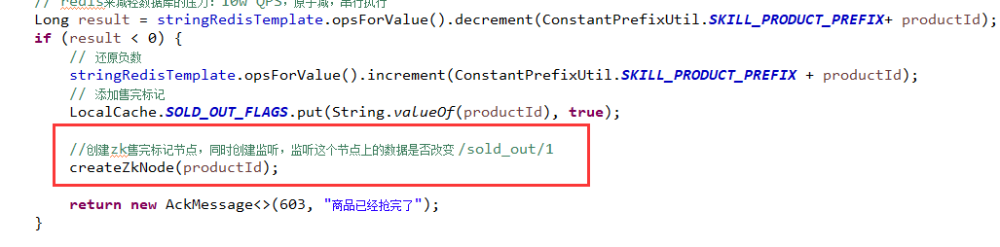 // redis来减轻数据库的压力：10w QPS，原子减，串行执行
Long result = stringRedisTemplate.opsForValue().decrement(ConstantPrefixUtil.SKILL_PRODUCT_PREFIX+ productId);
if (result < 0) {
// 还原负数
stringRedisTemplate.opsForValue().increment(ConstantPrefixUtil.SKILL_PRODUCT_PREFIX + productId);
// 添加售完标记
LocalCache.SOLD_OUT_FLAGS.put(String.valueOf(productId), true);
//创建zk售完标记节点，同时创建监听，监听这个节点上的数据是否改变 /sold_out/1
createZkNode(productId);
return new AckMessage<>(603, "商品已经抢完了");
}